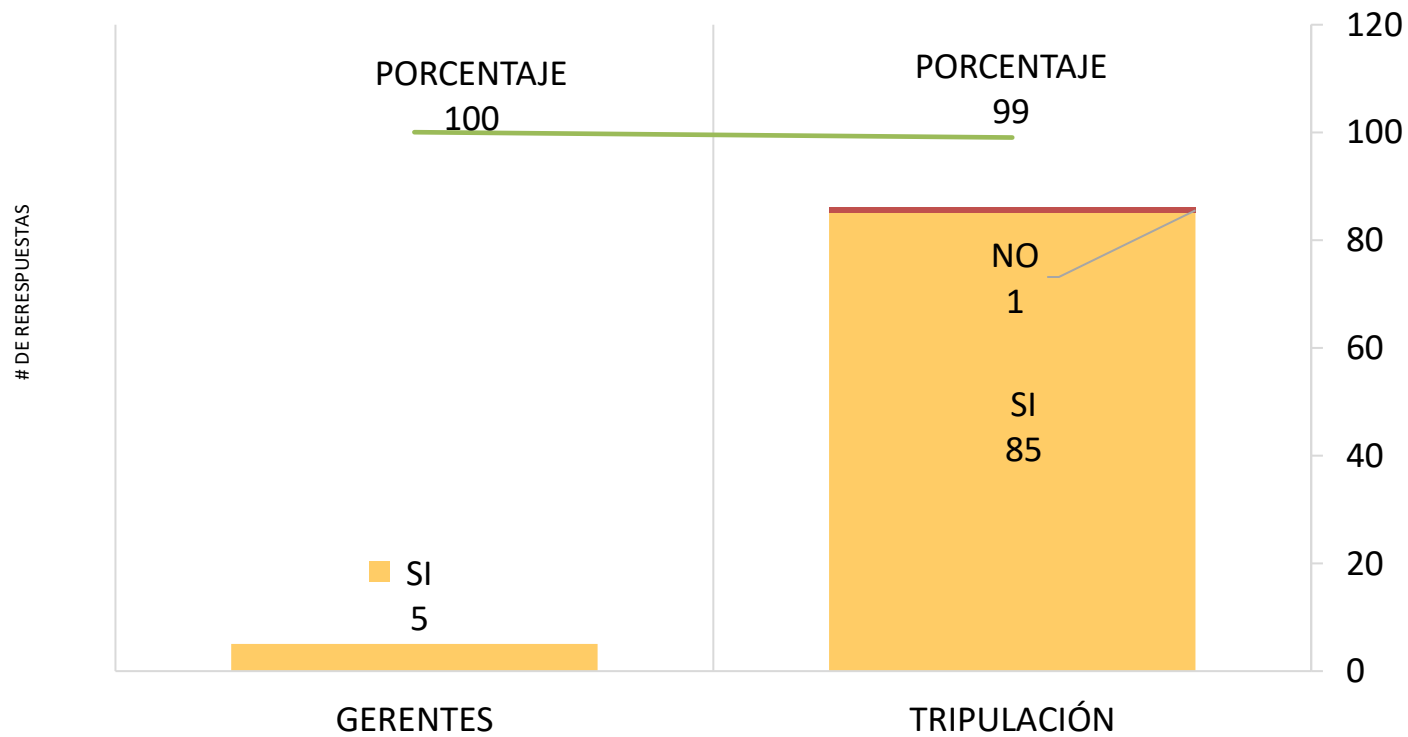 # DE RERESPUESTAS
PORCENTAJE
100
PORCENTAJE
99
NO
1
SI
85
SI
5
120
100
80
60
40
20
0
GERENTES
TRIPULACIÓN